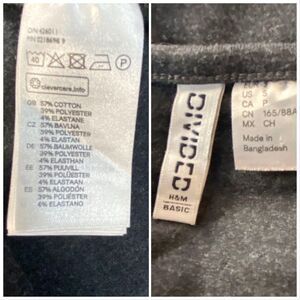 ON 426011
40
P
clevercare.info
GB 57% COTTON
39% POLYESTER
4% ELASTANE
CZ 57% BAVLNA
39% POLYESTER
4% ELASTAN
DE 57% BAUMWOLLE
39% POLYESTER
4% ELASTHAN
EE 57% PUUVILL
39% POLÜESTER
4% ELASTAAN
ES 57% ALGODÓN
39% POLIÉSTER
4% ELASTANO
DIVIDED
H&M
BASIC
US S
CA P
CN 165/88A
MX CH
Made in
Bangladesh